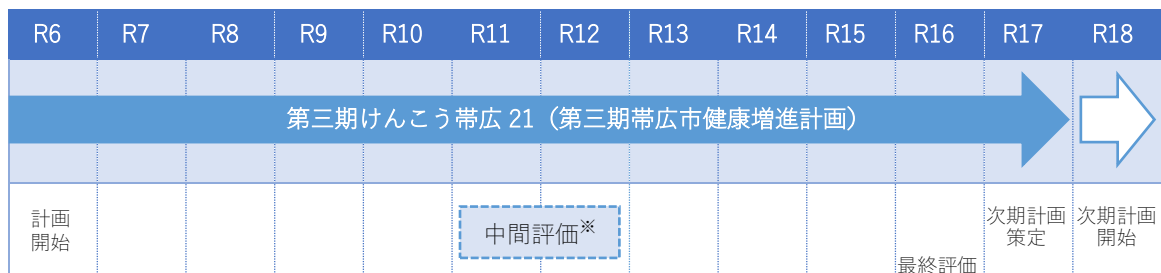 R6 R7 R8 R9 R10 R11 R12 R13 R14 R15 R16 R17 R18
第三期けんこう帯広 21（第三期帯広市健康増進計画）
計画
開始
中間評価※
最終評価
次期計画
策定
次期計画
開始